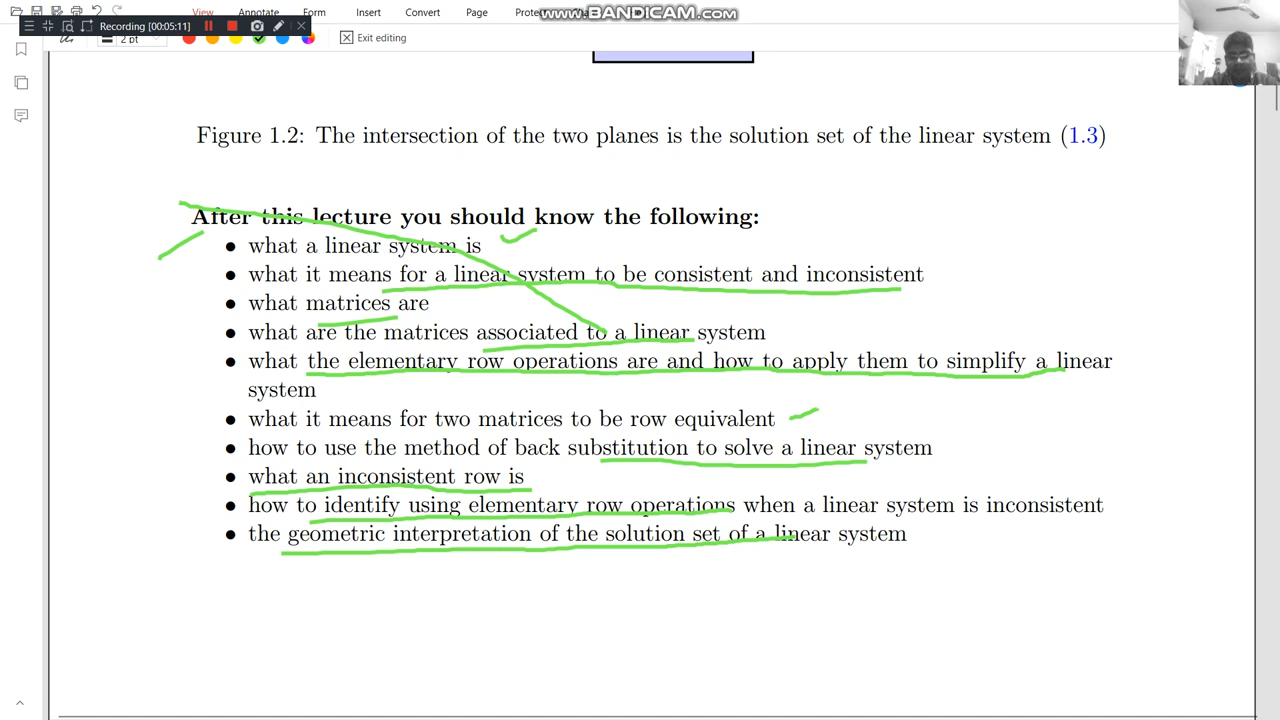 View Annotate Form Insert Convert Page
www.BANDICAM.com
Recording [00:05:11]
2 pt
Exit editing
Figure 1.2: The intersection of the two planes is the solution set of the linear system (1.3)
After this lecture you should know the following:
• what a linear system is
• what it means for a linear system to be consistent and inconsistent
• what matrices are
• what are the matrices associated to a linear system
• what the elementary row operations are and how to apply them to simplify a linear
system
• what it means for two matrices to be row equivalent
• how to use the method of back substitution to solve a linear system
• what an inconsistent row is
• how to identify using elementary row operations when a linear system is inconsistent
• the geometric interpretation of the solution set of a linear system